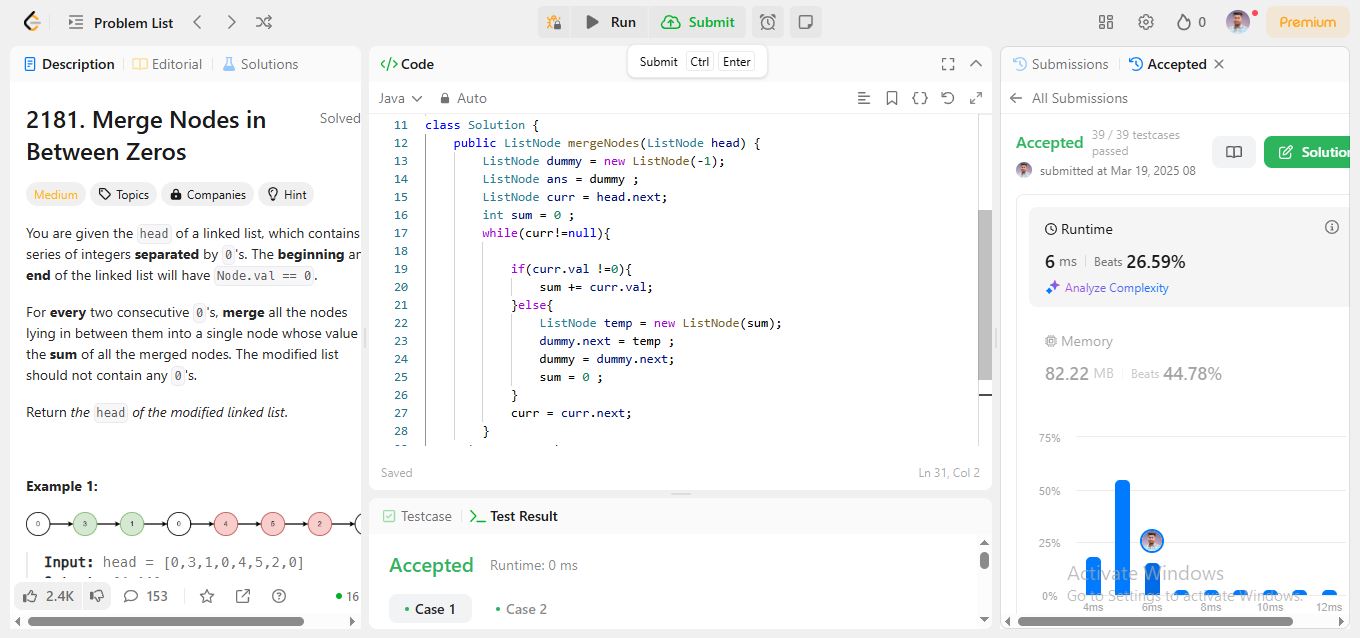 Problem List
Run
Submit
0
Premium
Submit Ctrl Enter
Description
Editorial
Solutions
2181. Merge Nodes in
Between Zeros
Solved
Medium
Topics
Companies
Hint
You are given the head of a linked list, which contains
series of integers separated by 0's. The beginning an
end of the linked list will have Node.val == 0.
For every two consecutive 0's, merge all the nodes
lying in between them into a single node whose value
the sum of all the merged nodes. The modified list
should not contain any 0's.
Return the head of the modified linked list.
Example 1:
0 3 1 0 4 5 2
Input: head = [0,3,1,0,4,5,2,0]
2.4K
153
16
</>Code
Java
Auto
11 class Solution {
12 public ListNode mergeNodes(ListNode head) {
13 ListNode dummy = new ListNode(-1);
14 ListNode ans = dummy ;
15 ListNode curr = head.next;
16 int sum = 0 ;
17 while(curr!=null){
18
19 if(curr.val !=0){
20 sum += curr.val;
21 }else{
22 ListNode temp = new ListNode(sum);
23 dummy.next = temp ;
24 dummy = dummy.next;
25 sum = 0 ;
26 }
27 curr = curr.next;
28 }
Saved
Ln 31, Col 2
Testcase
Test Result
Accepted
Runtime: 0 ms
Case 1
Case 2
Submissions
Accepted
All Submissions
Accepted
39 / 39 testcases
passed
submitted at Mar 19, 2025 08
Solution
Runtime
6 ms
Beats 26.59%
Analyze Complexity
Memory
82.22 MB
Beats 44.78%
75%
50%
25%
0%
4ms 6ms 8ms 10ms 12ms
Activate Windows
Go to Settings to activate Windows.